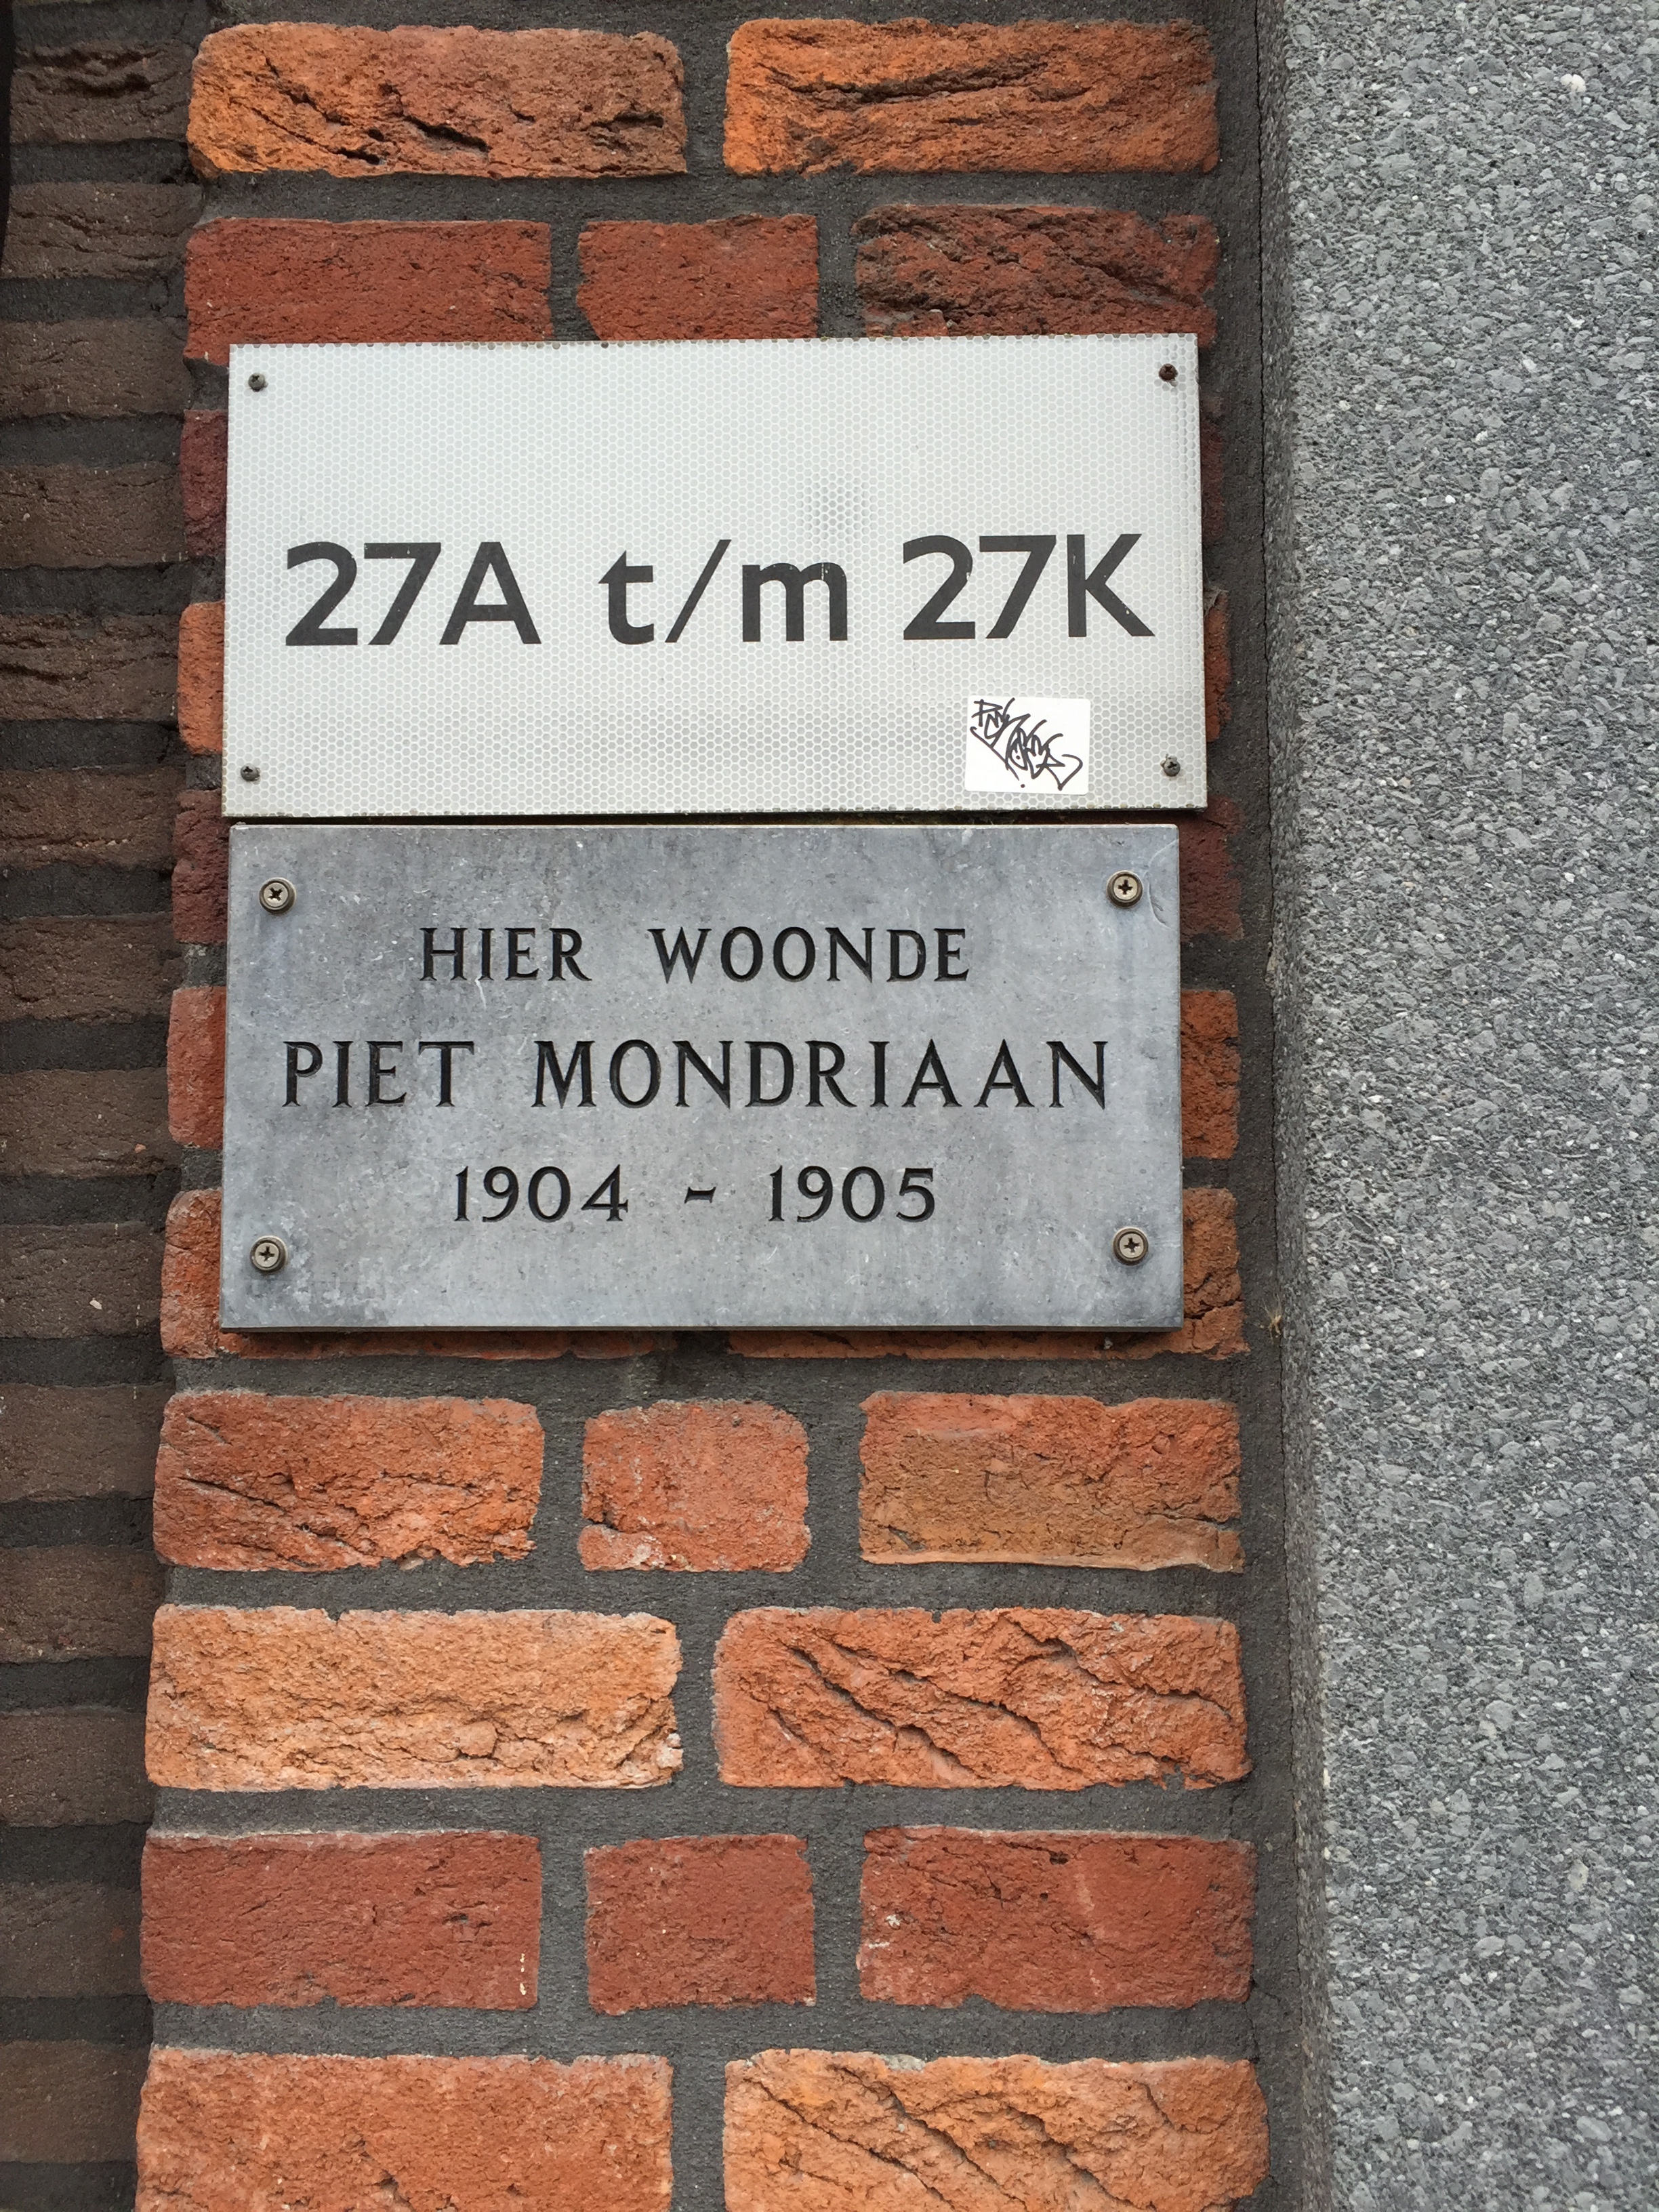 27A t/m 27K
HIER WOONDE
PIET MONDRIAAN
1904 - 1905